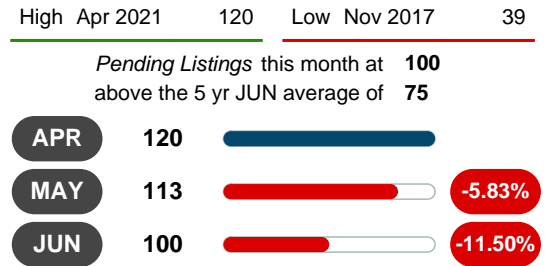 High Apr 2021 120 Low Nov 2017 39
Pending Listings this month at 100
above the 5 yr JUN average of 75
APR 120
MAY 113 -5.83%
JUN 100 -11.50%